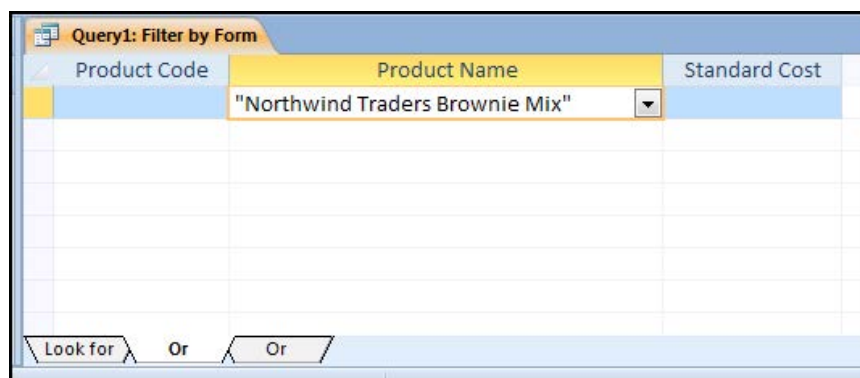 Query1: Filter by Form
Product Code Product Name Standard Cost
"Northwind Traders Brownie Mix"
Look for Or Or